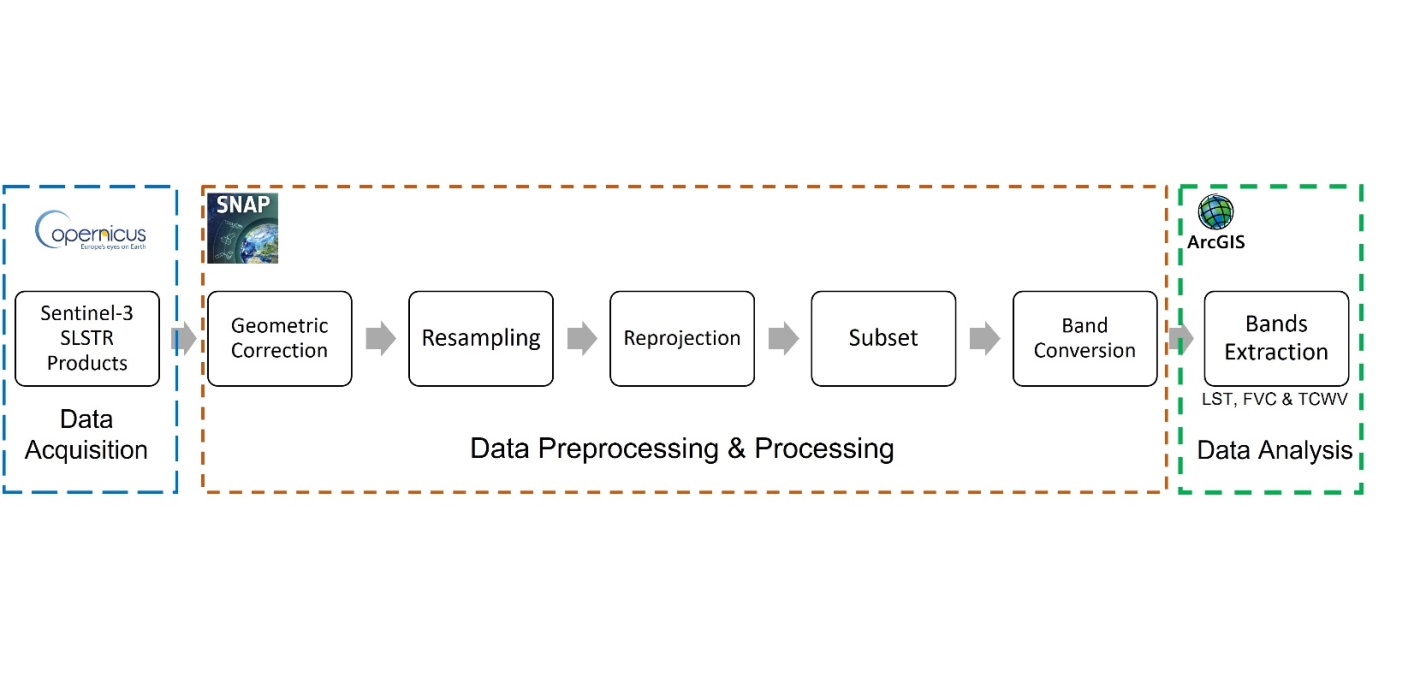 Copernicus
Europe's eyes on Earth
Sentinel-3
SLSTR
Products
Data
Acquisition
SNAP
Geometric
Correction
Resampling
Reprojection
Subset
Band
Conversion
Data Preprocessing & Processing
ArcGIS
Bands
Extraction
LST, FVC & TCWV
Data Analysis